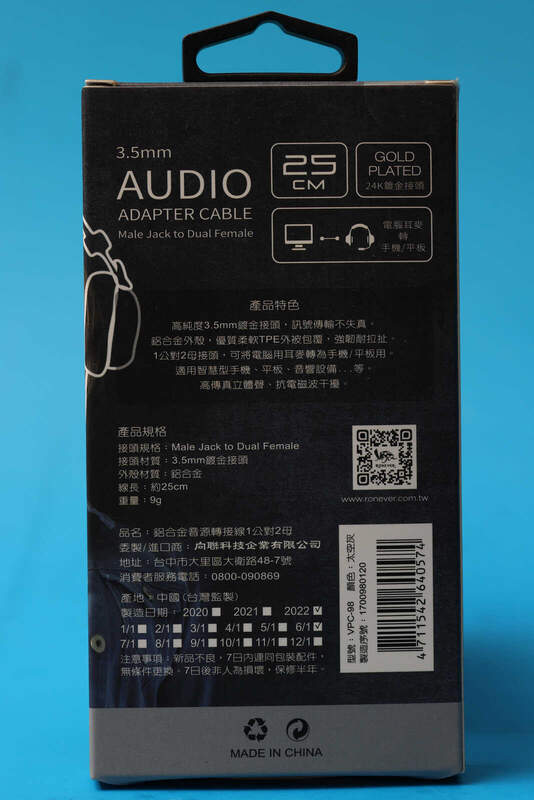 3.5mm
AUDIO
ADAPTER CABLE
Male Jack to Dual Female
25
CM
GOLD
PLATED
24K鍍金接頭
電腦耳麥
轉
手機/平板
產品特色
高純度3.5mm鍍金接頭，訊號傳輸不失真。
鋁合金外殼，優質柔軟TPE外被包覆，強韌耐拉扯。
1公對2母接頭，可將電腦用耳麥轉為手機/平板用。
適用智慧型手機、平板、音響設備...等。
高傳真立體聲、抗電磁波干擾。
產品規格
接頭規格：Male Jack to Dual Female
接頭材質：3.5mm鍍金接頭
外殼材質：鋁合金
線長：約25cm
重量：9g
RONEVER
www.ronever.com.tw
品名：鋁合金音源轉接線1公對2母
委製/進口商：向聯科技企業有限公司
地址：台中市大里區大衛路48-7號
消費者服務電話：0800-090869
產地：中國(台灣監製)
製造日期：2020 2021 2022
1/1 2/1 3/1 4/1 5/1 6/1
7/1 8/1 9/1 10/1 11/1 12/1
注意事項：新品不良，7日內連同包裝配件，
無條件更換。7日後非人為損壞，保修半年。
型號：VPC-98 顏色：太空灰
製造序號：1700980120
4711542640574
MADE IN CHINA